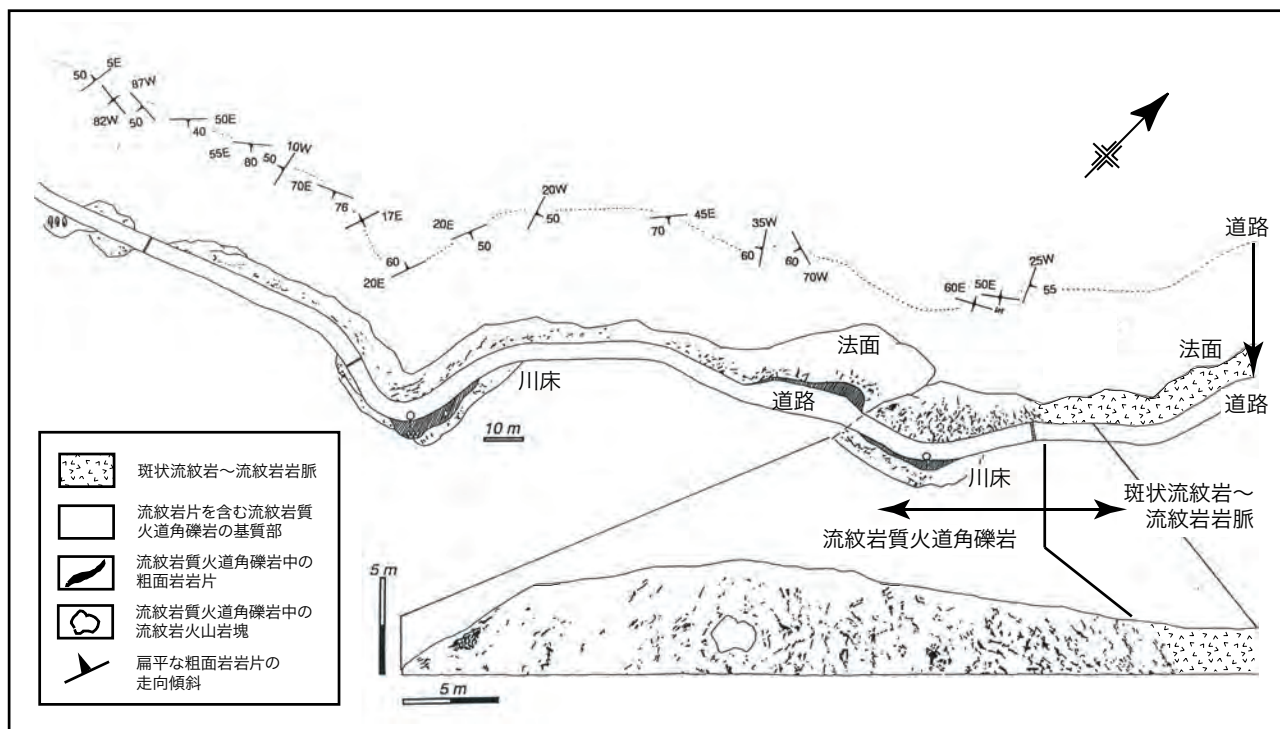 5E
50
87W
82W
50
50E
40
55E
80
50
10W
70E
76
17E
60
20E
20E
50
20W
50
45E
70
35W
60
60
70W
60E
50E
25W
55
道路
法面
法面
道路
道路
川床
10 m
川床
斑状流紋岩~
流紋岩岩脈
流紋岩質火道角礫岩
5 m
5 m
斑状流紋岩~流紋岩岩脈
流紋岩片を含む流紋岩質
火道角礫岩の基質部
流紋岩質火道角礫岩中の
粗面岩岩片
流紋岩質火道角礫岩中の
流紋岩火山岩塊
扁平な粗面岩岩片の
走向傾斜